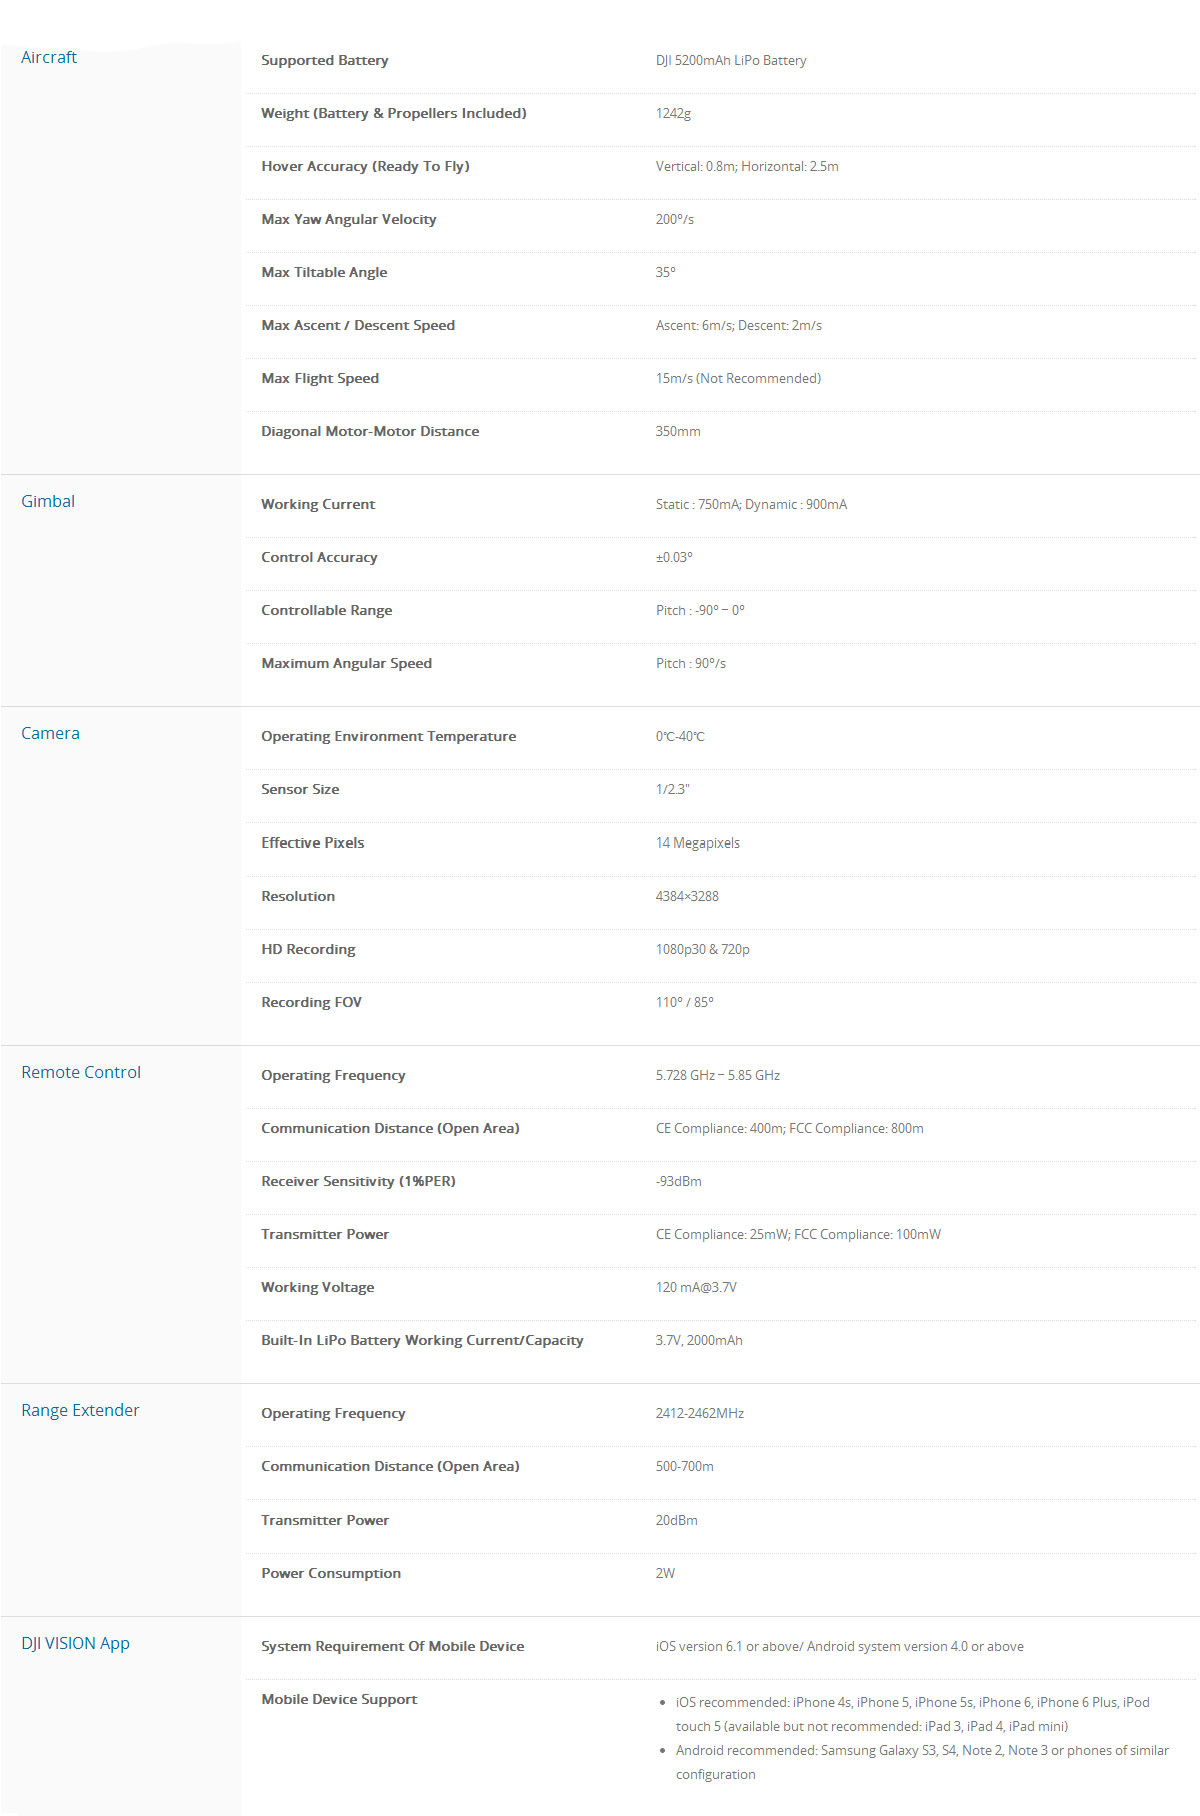 Aircraft
Supported Battery DJI 5200mAh LiPo Battery
Weight (Battery & Propellers Included) 1242g
Hover Accuracy (Ready To Fly) Vertical: 0.8m; Horizontal: 2.5m
Max Yaw Angular Velocity 200º/s
Max Tiltable Angle 35º
Max Ascent / Descent Speed Ascent: 6m/s; Descent: 2m/s
Max Flight Speed 15m/s (Not Recommended)
Diagonal Motor-Motor Distance 350mm
Gimbal
Working Current Static : 750mA; Dynamic : 900mA
Control Accuracy ±0.03º
Controllable Range Pitch : -90º − 0º
Maximum Angular Speed Pitch : 90º/s
Camera
Operating Environment Temperature 0℃-40℃
Sensor Size 1/2.3"
Effective Pixels 14 Megapixels
Resolution 4384×3288
HD Recording 1080p30 & 720p
Recording FOV 110º / 85º
Remote Control
Operating Frequency 5.728 GHz − 5.85 GHz
Communication Distance (Open Area) CE Compliance: 400m; FCC Compliance: 800m
Receiver Sensitivity (1%PER) -93dBm
Transmitter Power CE Compliance: 25mW; FCC Compliance: 100mW
Working Voltage 120 mA@3.7V
Built-In LiPo Battery Working Current/Capacity 3.7V, 2000mAh
Range Extender
Operating Frequency 2412-2462MHz
Communication Distance (Open Area) 500-700m
Transmitter Power 20dBm
Power Consumption 2W
DJI VISION App
System Requirement Of Mobile Device iOS version 6.1 or above/ Android system version 4.0 or above
Mobile Device Support
• iOS recommended: iPhone 4s, iPhone 5, iPhone 5s, iPhone 6, iPhone 6 Plus, iPod
touch 5 (available but not recommended: iPad 3, iPad 4, iPad mini)
• Android recommended: Samsung Galaxy S3, S4, Note 2, Note 3 or phones of similar
configuration